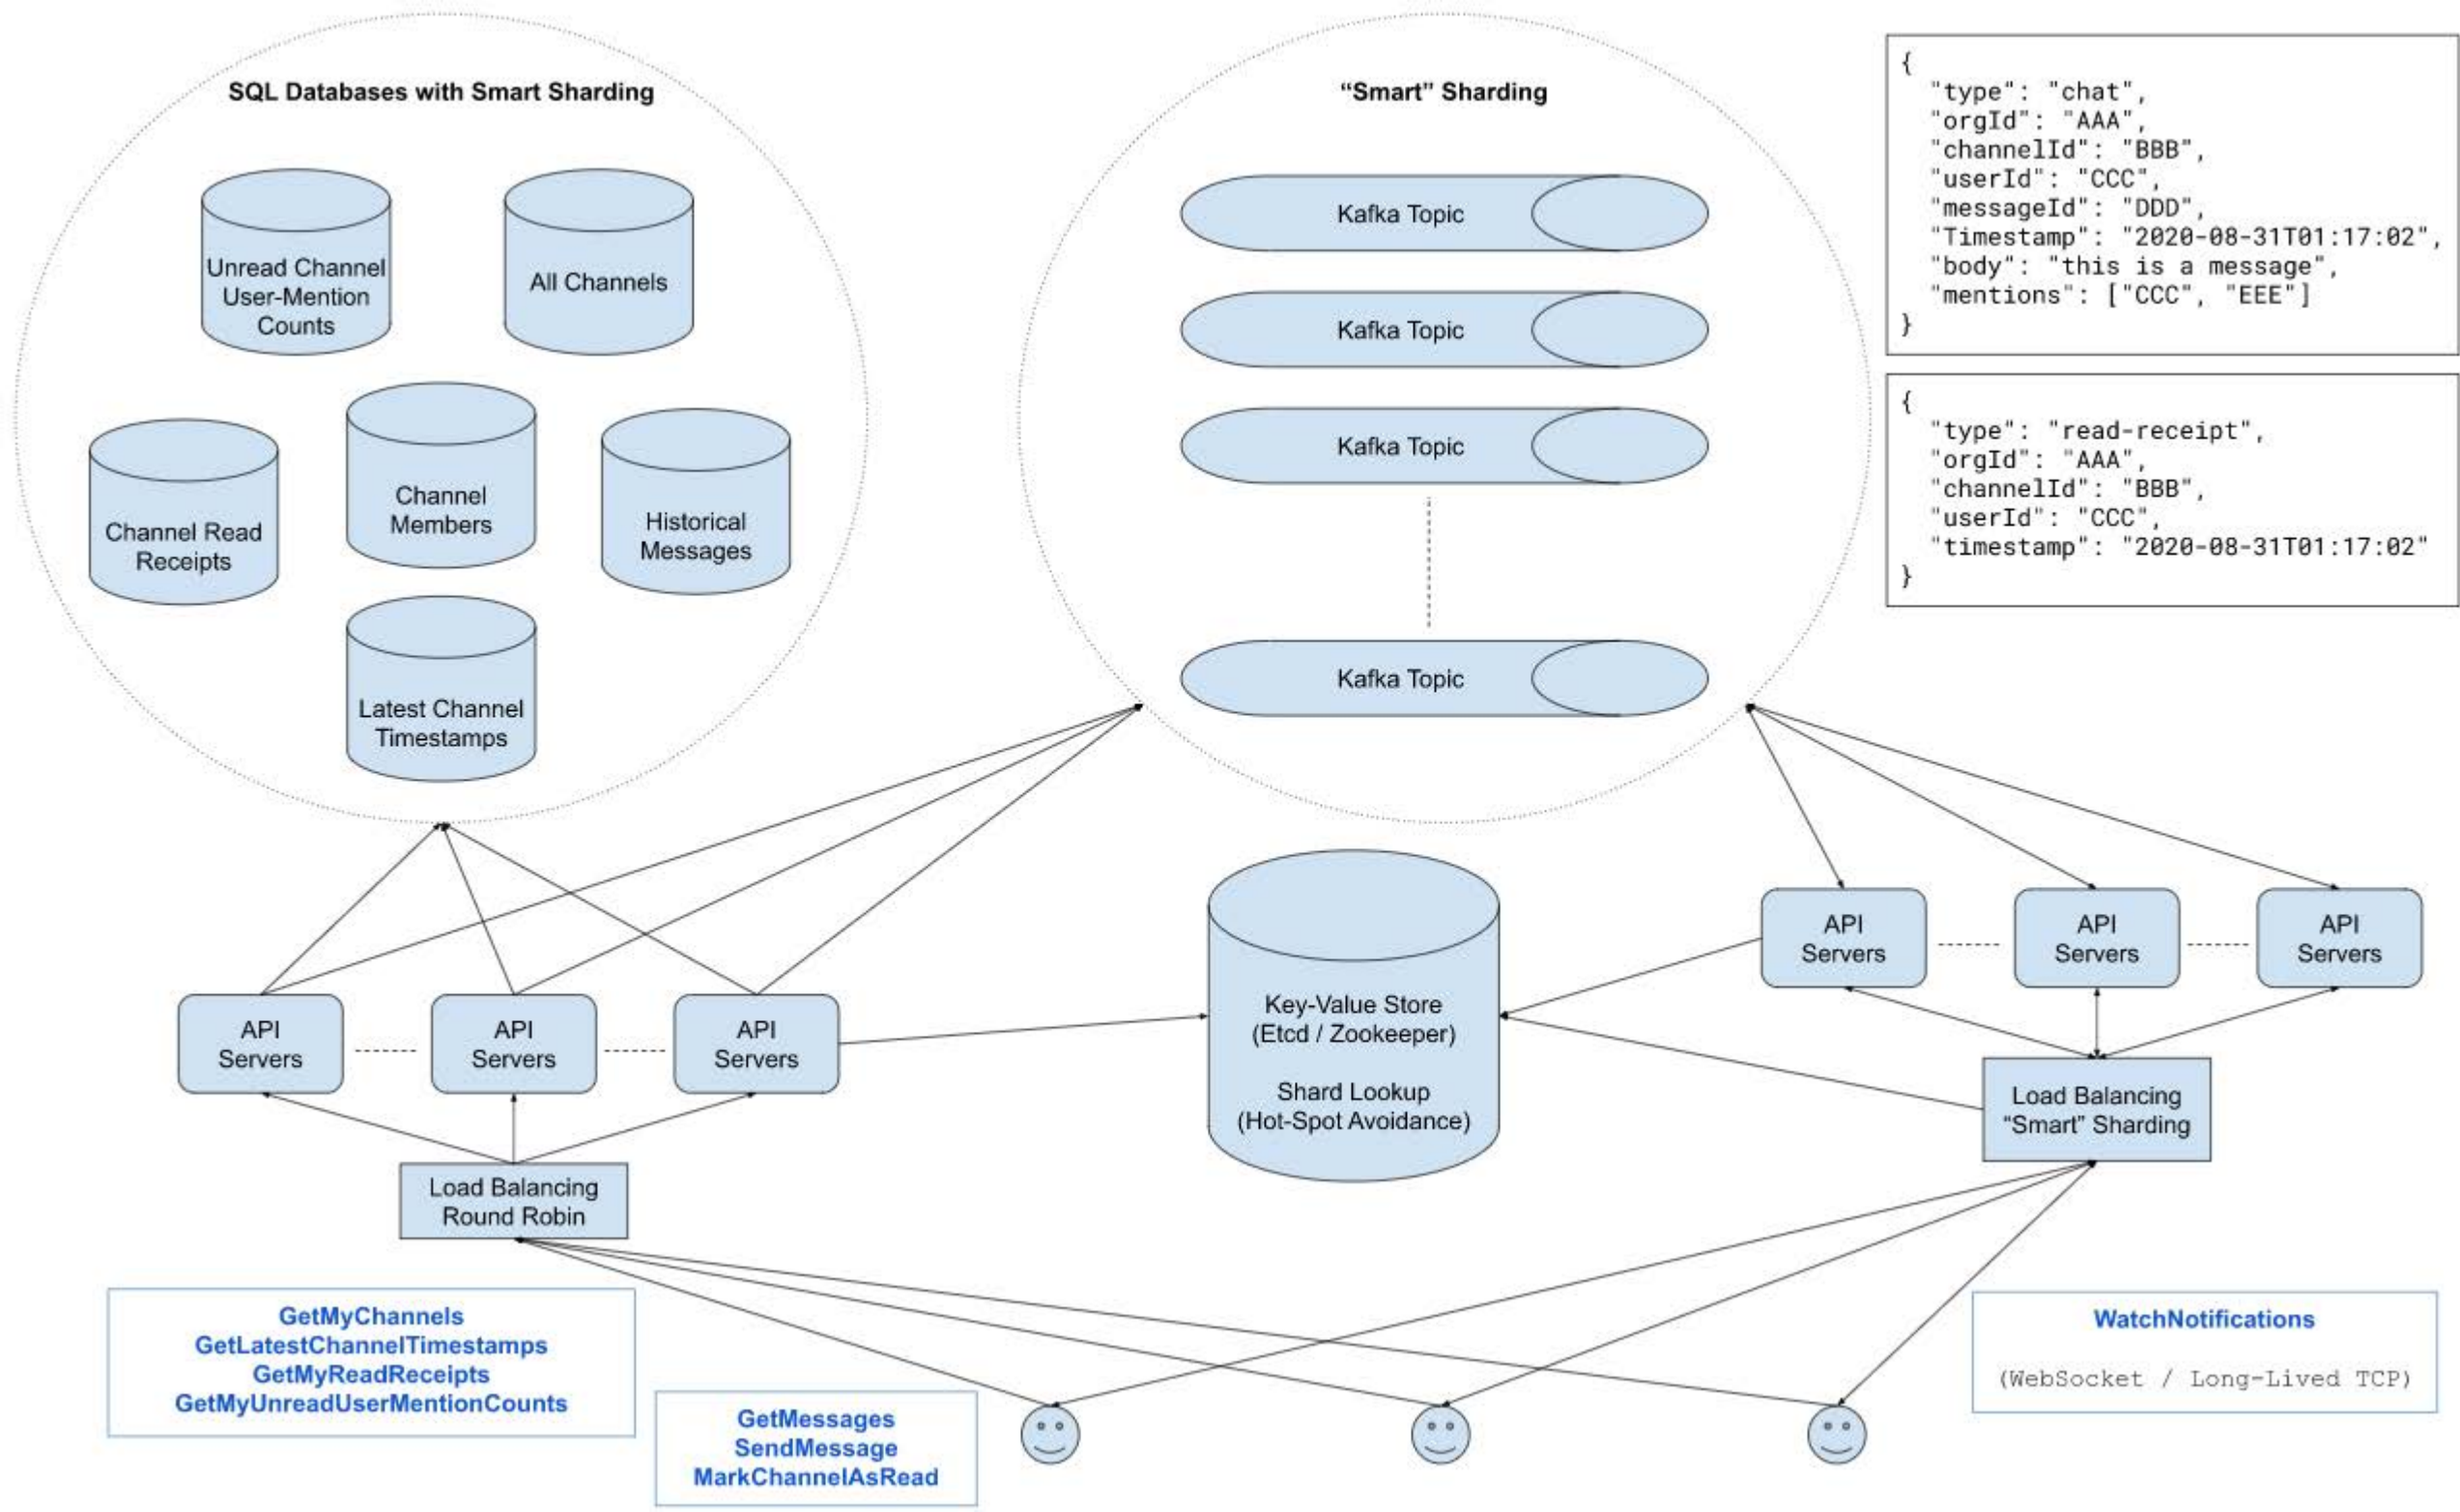 SQL Databases with Smart Sharding
Unread Channel
User-Mention
Counts
All Channels
Channel Read
Receipts
Channel
Members
Historical
Messages
Latest Channel
Timestamps
“Smart” Sharding
Kafka Topic
Kafka Topic
Kafka Topic
Kafka Topic
{
"type": "chat",
"orgId": "AAA",
"channelId": "BBB",
"userId": "CCC",
"messageId": "DDD",
"Timestamp": "2020-08-31T01:17:02",
"body": "this is a message",
"mentions": ["CCC", "EEE"]
}
{
"type": "read-receipt",
"orgId": "AAA",
"channelId": "BBB",
"userId": "CCC",
"timestamp": "2020-08-31T01:17:02"
}
API
Servers
API
Servers
API
Servers
Key-Value Store
(Etcd / Zookeeper)
Shard Lookup
(Hot-Spot Avoidance)
API
Servers
API
Servers
API
Servers
Load Balancing
Round Robin
Load Balancing
“Smart” Sharding
GetMyChannels
GetLatestChannelTimestamps
GetMyReadReceipts
GetMyUnreadUserMentionCounts
GetMessages
SendMessage
MarkChannelAsRead
WatchNotifications
(WebSocket / Long-Lived TCP)